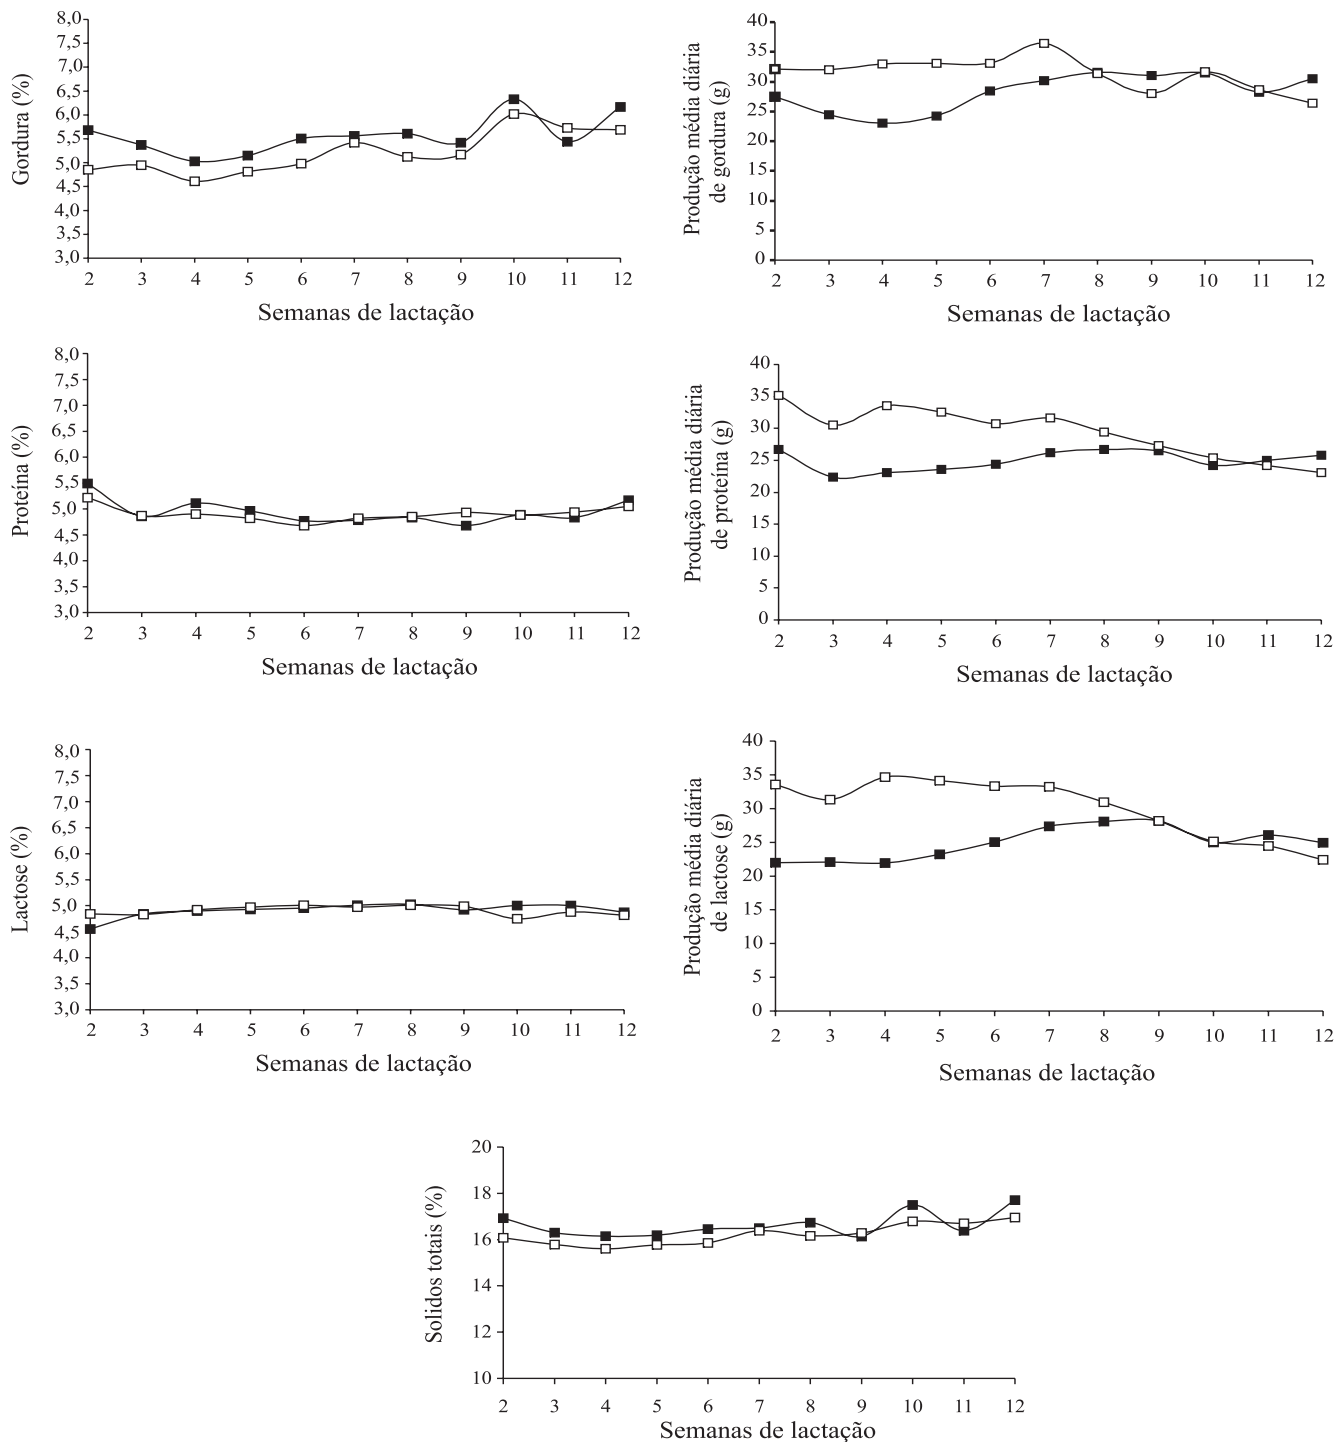 Gordura (%)
8,0
7,5
7,0
6,5
6,0
5,5
5,0
4,5
4,0
3,5
3,0
2 3 4 5 6 7 8 9 10 11 12
Semanas de lactação
Produção média diária
de gordura (g)
40
35
30
25
20
15
10
5
0
2 3 4 5 6 7 8 9 10 11 12
Semanas de lactação
Proteína (%)
8,0
7,5
7,0
6,5
6,0
5,5
5,0
4,5
4,0
3,5
3,0
2 3 4 5 6 7 8 9 10 11 12
Semanas de lactação
Produção média diária
de proteína (g)
40
35
30
25
20
15
10
5
0
2 3 4 5 6 7 8 9 10 11 12
Semanas de lactação
Lactose (%)
8,0
7,5
7,0
6,5
6,0
5,5
5,0
4,5
4,0
3,5
3,0
2 3 4 5 6 7 8 9 10 11 12
Semanas de lactação
Produção média diária
de lactose (g)
40
35
30
25
20
15
10
5
0
2 3 4 5 6 7 8 9 10 11 12
Semanas de lactação
Solidos totais (%)
20
18
16
14
12
10
2 3 4 5 6 7 8 9 10 11 12
Semanas de lactação